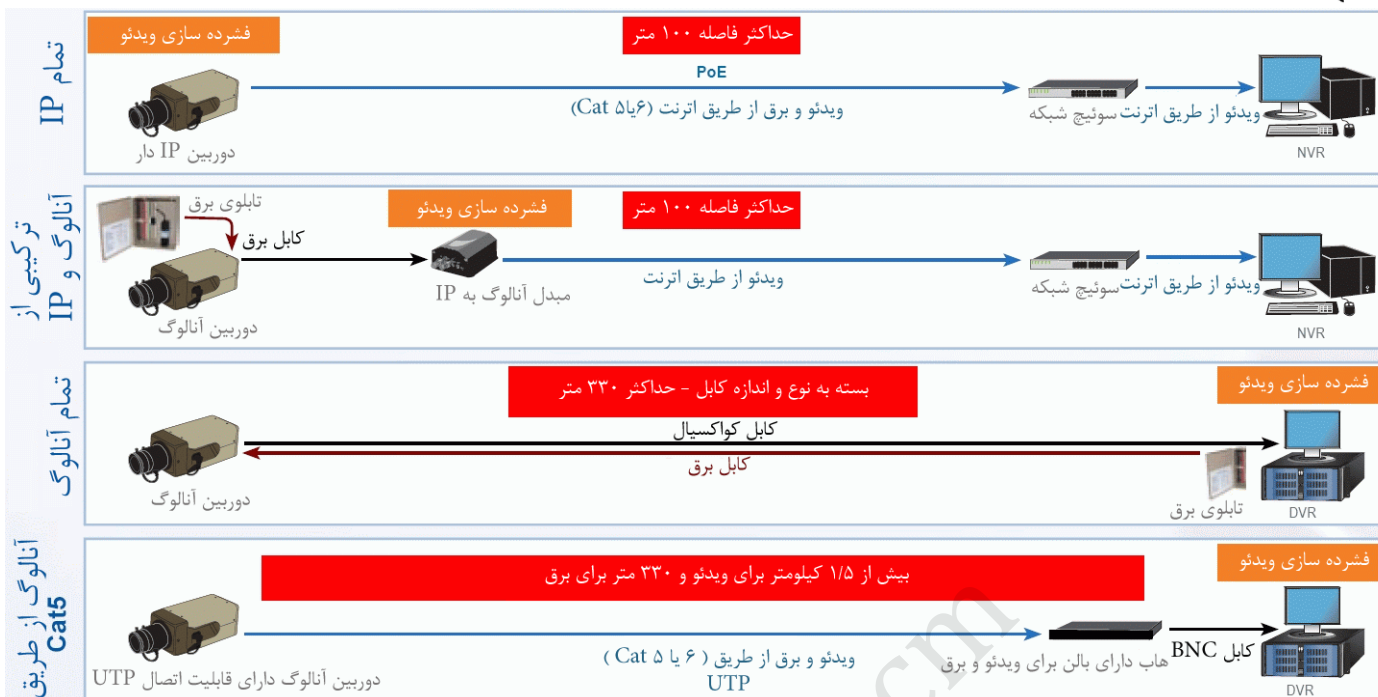 تمام IP
فشرده سازی ویدئو
حداکثر فاصله ۱۰۰ متر
PoE
ویدئو و برق از طریق اترنت (Cat ۵یا۶)
دوربین IP دار
سوئیچ شبکه
ویدئو از طریق اترنت
NVR
ترکیبی از
آنالوگ و IP
تابلوی برق
کابل برق
دوربین آنالوگ
فشرده سازی ویدئو
مبدل آنالوگ به IP
حداکثر فاصله ۱۰۰ متر
ویدئو از طریق اترنت
سوئیچ شبکه
ویدئو از طریق اترنت
NVR
تمام آنالوگ
بسته به نوع و اندازه کابل - حداکثر ۳۳۰ متر
فشرده سازی ویدئو
کابل کواکسیال
کابل برق
دوربین آنالوگ
تابلوی برق
DVR
آنالوگ از طریق
Cat5
بیش از ۱/۵ کیلومتر برای ویدئو و ۳۳۰ متر برای برق
فشرده سازی ویدئو
دوربین آنالوگ دارای قابلیت اتصال UTP
ویدئو و برق از طریق ( Cat ۵ یا ۶ )
UTP
هاب دارای بالن برای ویدئو و برق
کابل BNC
DVR